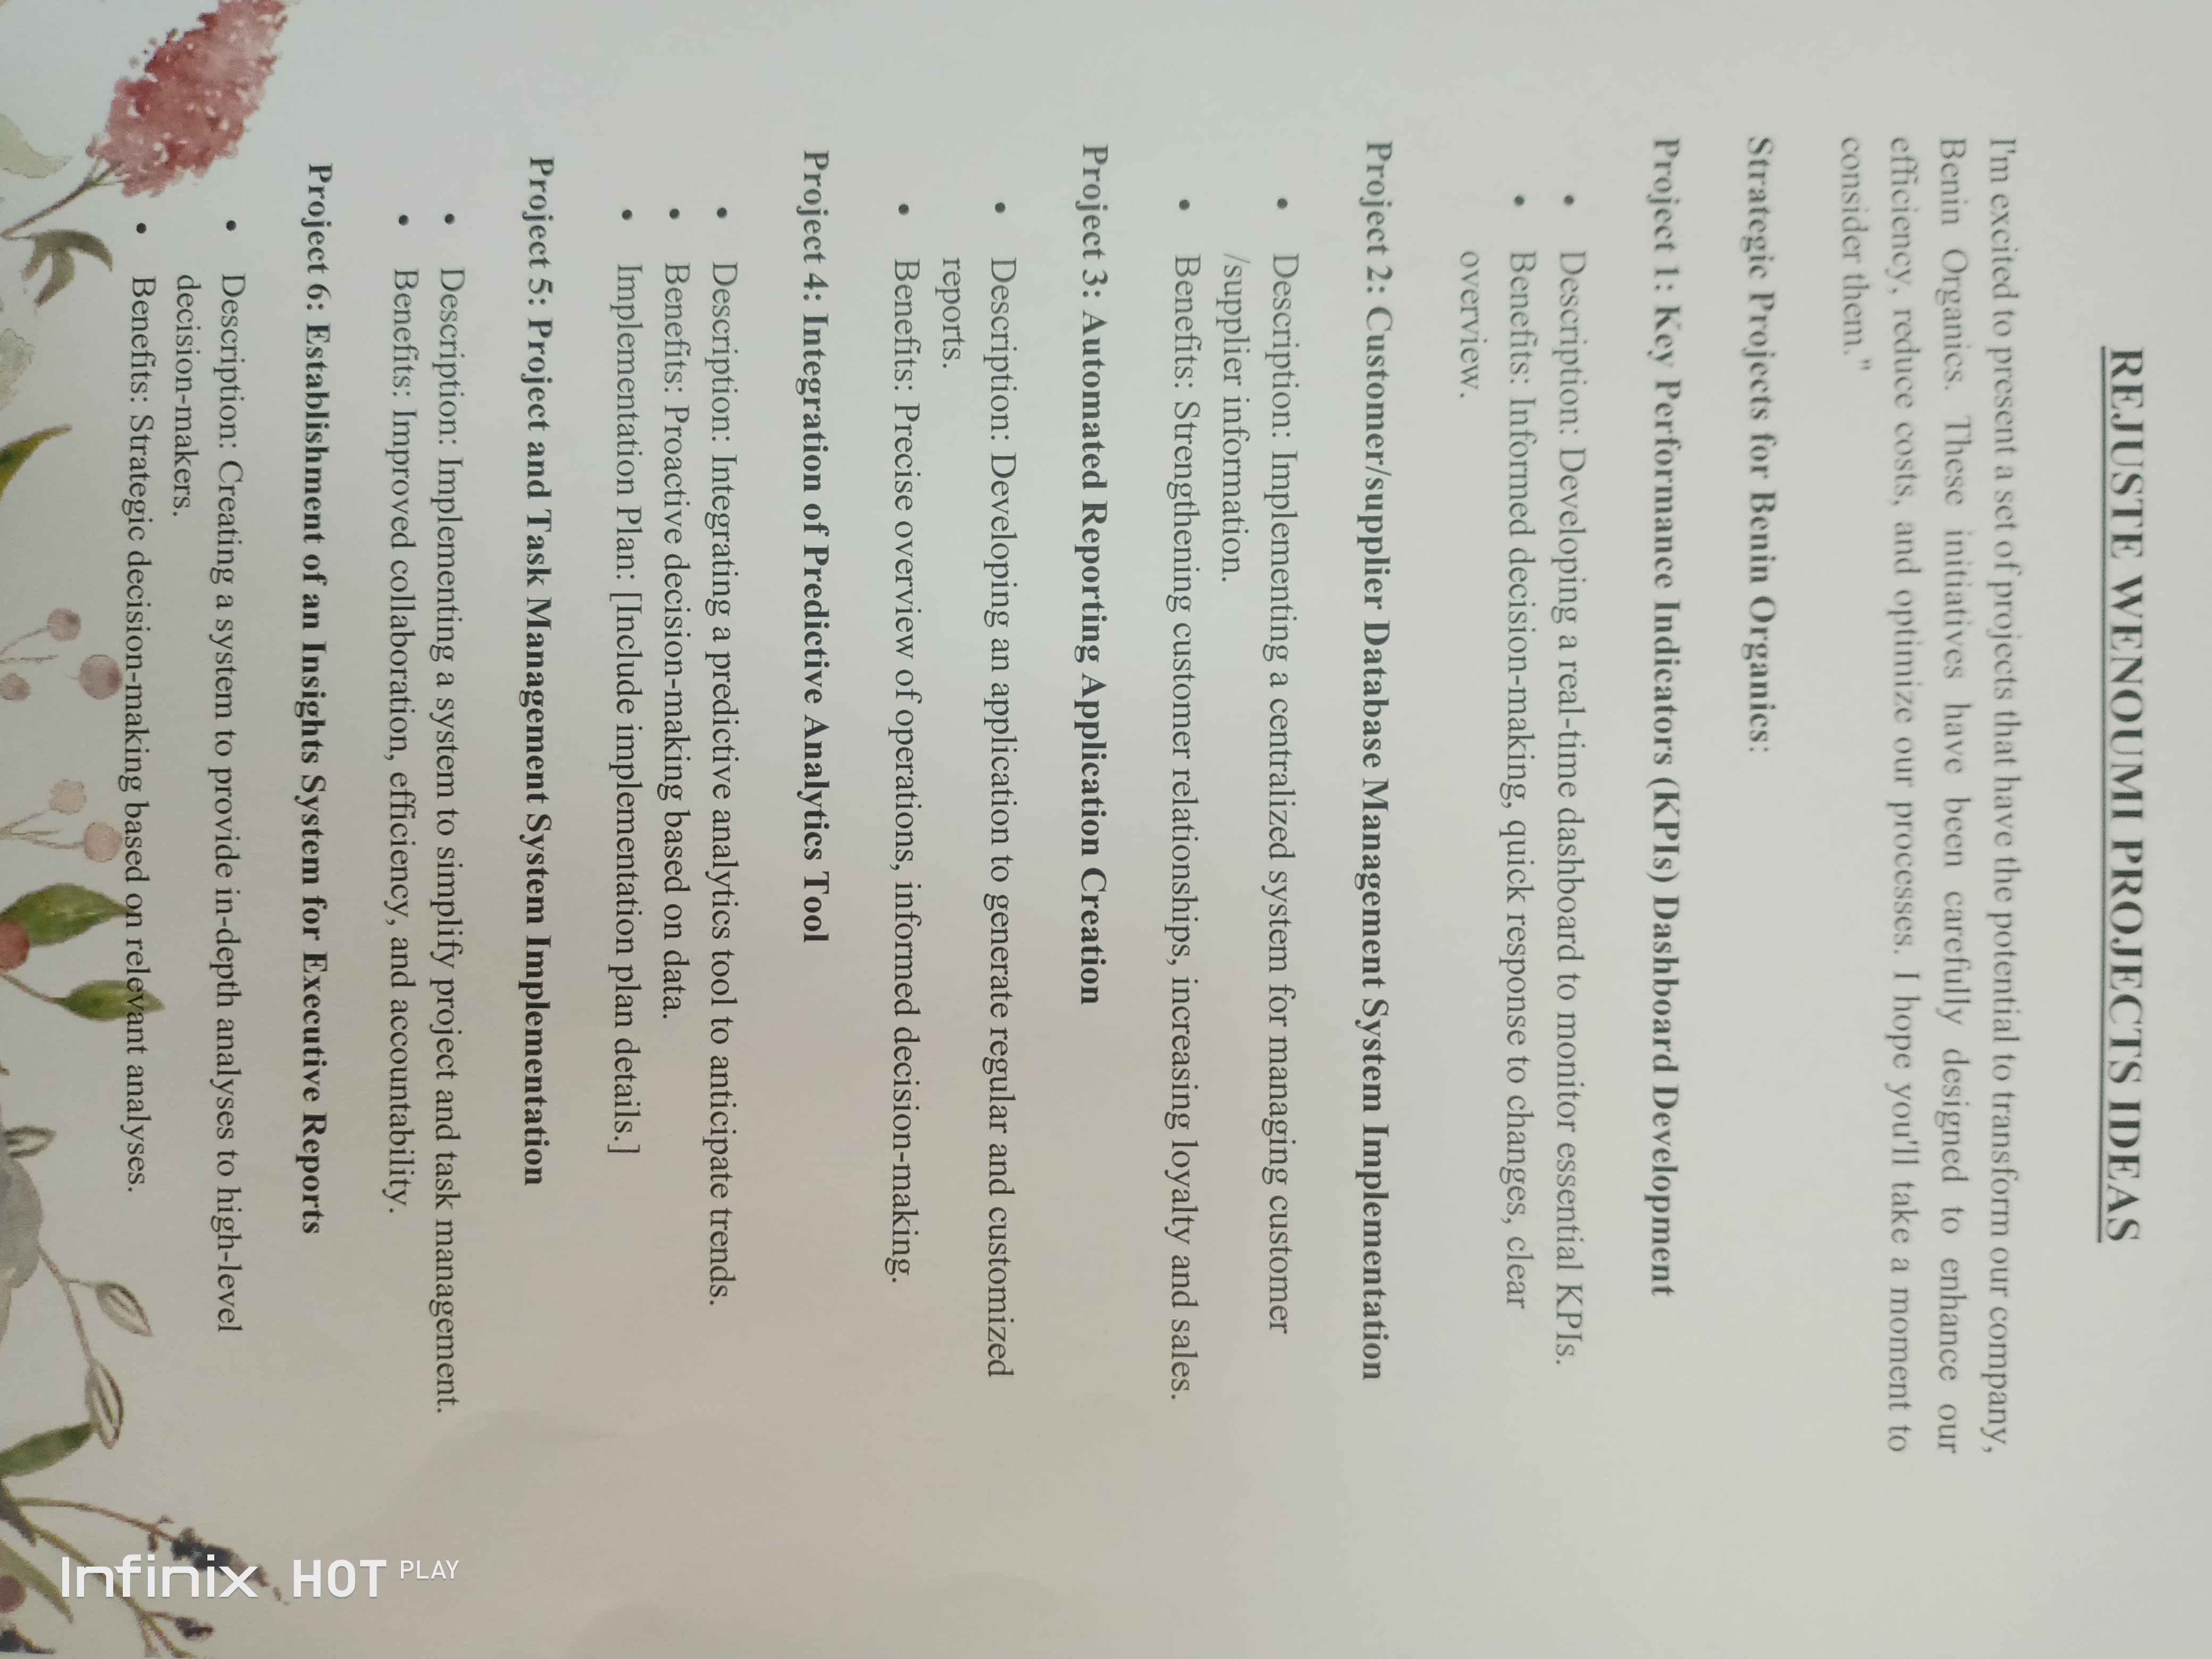 REJUSTE WENOUMI PROJECTS IDEAS
I'm excited to present a set of projects that have the potential to transform our company,
Benin Organics. These initiatives have been carefully designed to enhance our
efficiency, reduce costs, and optimize our processes. I hope you'll take a moment to
consider them."
Strategic Projects for Benin Organics:
Project 1: Key Performance Indicators (KPIs) Dashboard Development
• Description: Developing a real-time dashboard to monitor essential KPIs.
• Benefits: Informed decision-making, quick response to changes, clear
overview.
Project 2: Customer/supplier Database Management System Implementation
• Description: Implementing a centralized system for managing customer
/supplier information.
• Benefits: Strengthening customer relationships, increasing loyalty and sales.
Project 3: Automated Reporting Application Creation
• Description: Developing an application to generate regular and customized
reports.
• Benefits: Precise overview of operations, informed decision-making.
Project 4: Integration of Predictive Analytics Tool
• Description: Integrating a predictive analytics tool to anticipate trends.
• Benefits: Proactive decision-making based on data.
• Implementation Plan: [Include implementation plan details.]
Project 5: Project and Task Management System Implementation
• Description: Implementing a system to simplify project and task management.
• Benefits: Improved collaboration, efficiency, and accountability.
Project 6: Establishment of an Insights System for Executive Reports
• Description: Creating a system to provide in-depth analyses to high-level
decision-makers.
• Benefits: Strategic decision-making based on relevant analyses.
Infinix HOT PLAY